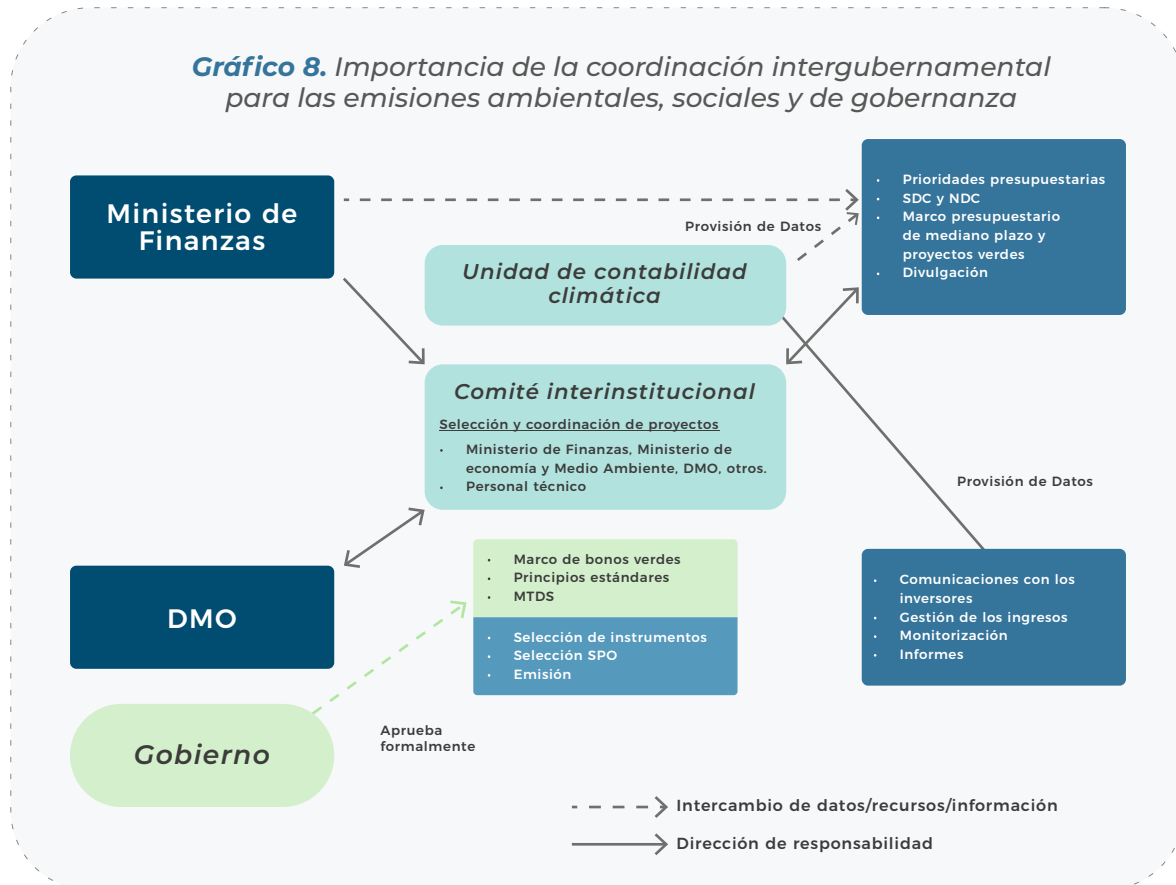 Gráfico 8. Importancia de la coordinación intergubernamental
para las emisiones ambientales, sociales y de gobernanza
Ministerio de
Finanzas
Provisión de Datos
· Prioridades presupuestarias
· SDC y NDC
· Marco presupuestario
de mediano plazo y
proyectos verdes
· Divulgación
Unidad de contabilidad
climática
Comité interinstitucional
Selección y coordinación de proyectos
· Ministerio de Finanzas, Ministerio de
economía y Medio Ambiente, DMO, otros.
· Personal técnico
Provisión de Datos
DMO
· Marco de bonos verdes
· Principios estándares
· MTDS
· Selección de instrumentos
· Selección SPO
· Emisión
· Comunicaciones con los
inversores
· Gestión de los ingresos
· Monitorización
· Informes
Gobierno
Aprueba
formalmente
Intercambio de datos/recursos/información
Dirección de responsabilidad